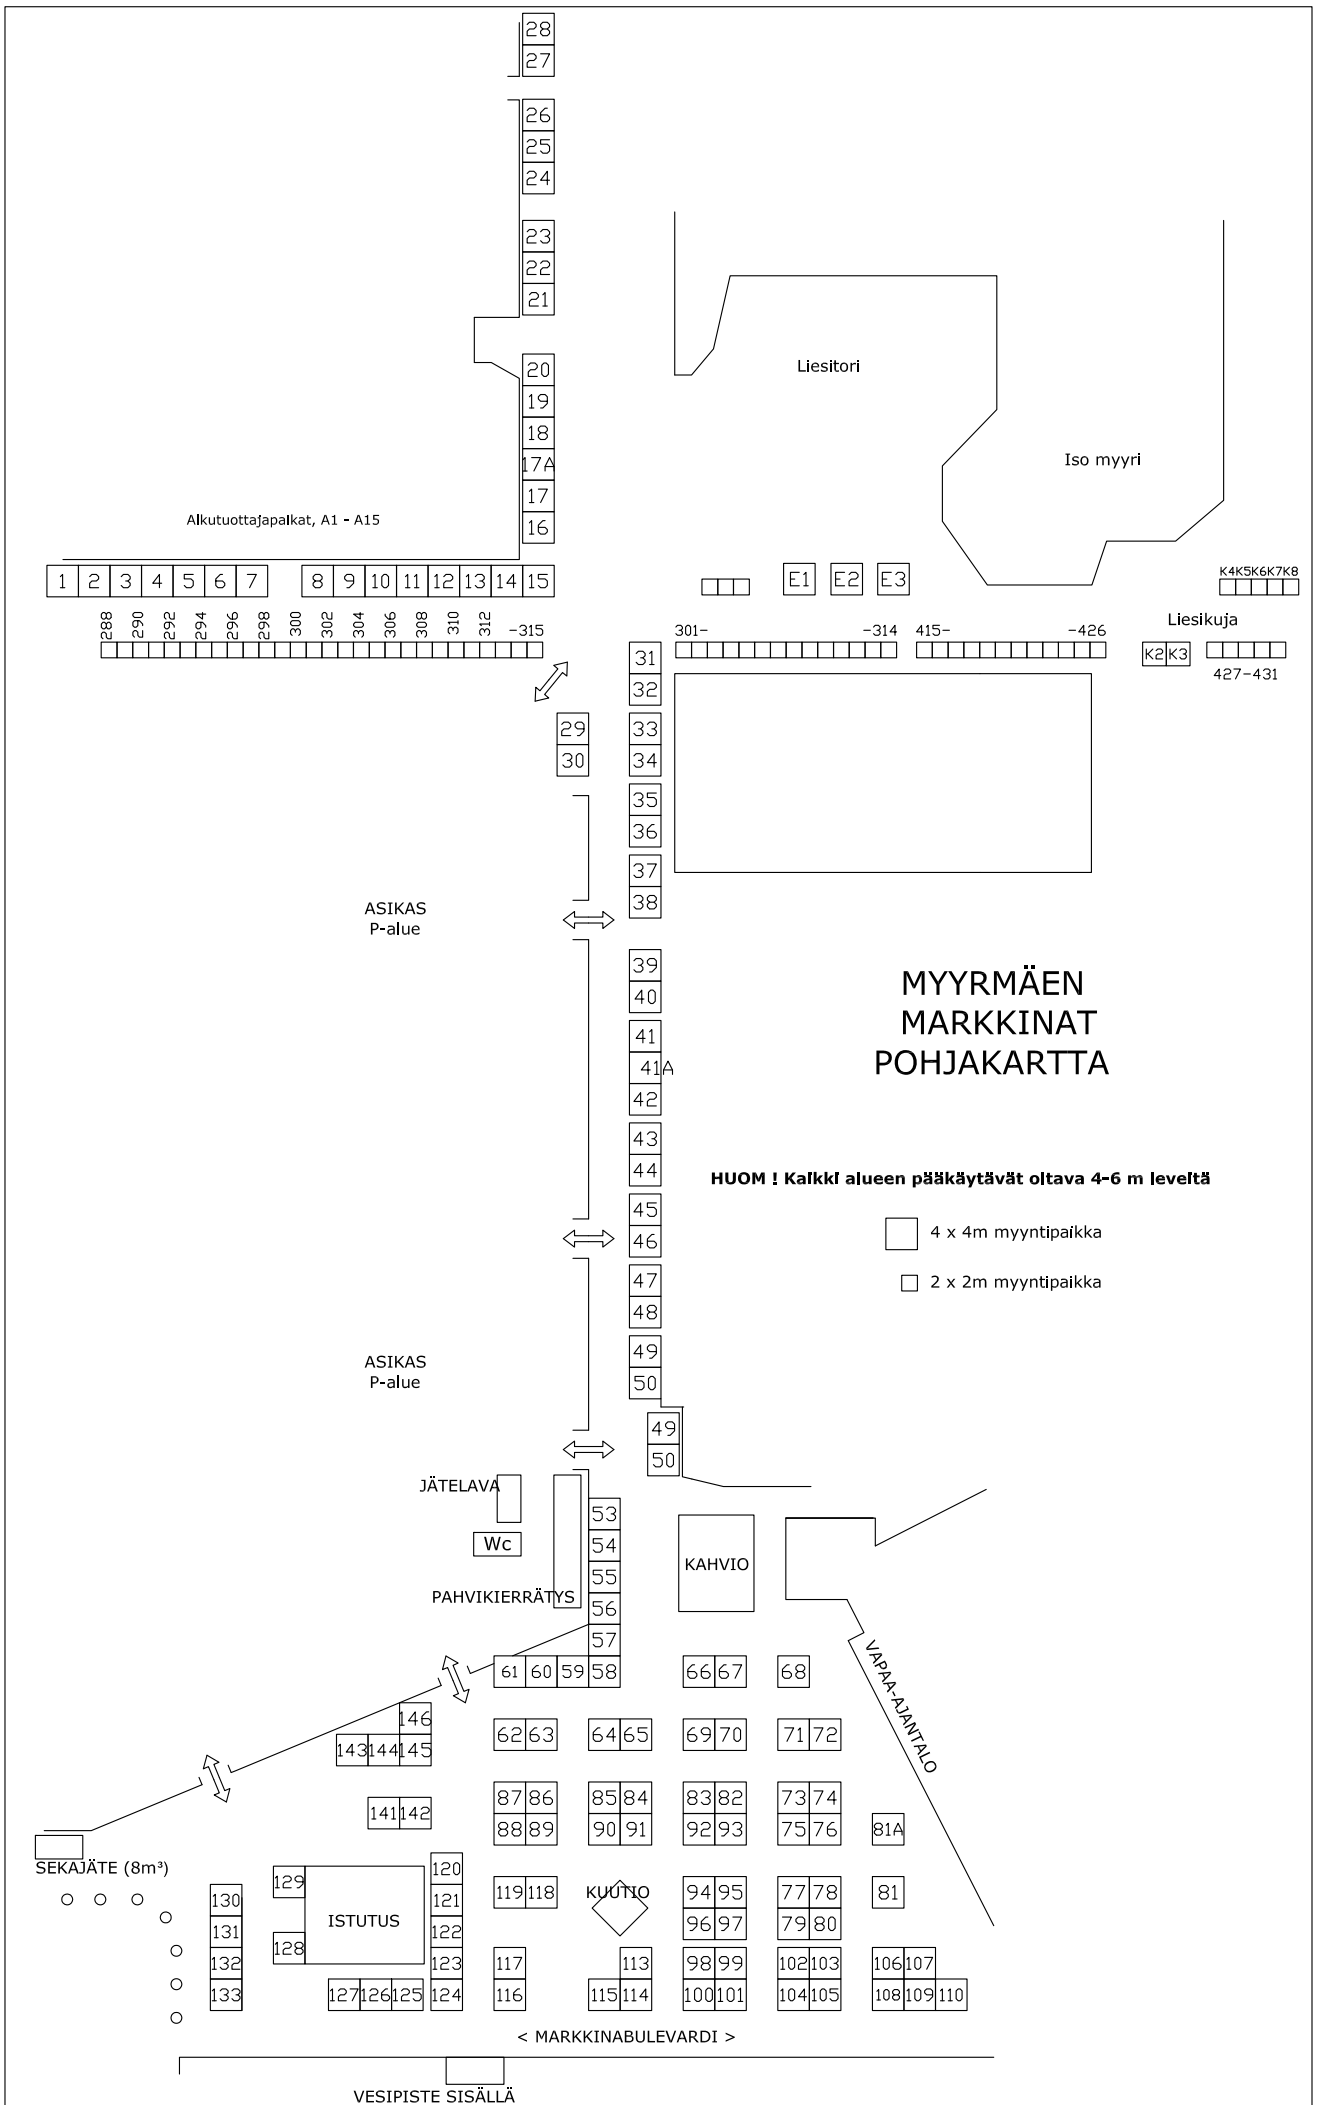 28
27
26
25
24
23
22
21
20
19
18
17A
17
16
Liesitori
Iso myyri
Alkutuottajapaikat, A1 - A15
1 2 3 4 5 6 7 8 9 10 11 12 13 14 15
E1 E2 E3
K4K5K6K7K8
288 290 292 294 296 298 300 302 304 306 308 310 312 -315
301- -314 415- -426
Liesikuja
K2 K3
427-431
31
32
29 33
30 34
35
36
37
38
ASIKAS
P-alue
39
40
41
41A
42
43
44
45
46
47
48
49
50
MYYRMÄEN
MARKKINAT
POHJAKARTTA
HUOM ! Kaikki alueen pääkäytävät oltava 4-6 m leveitä
4 x 4m myyntipaikka
2 x 2m myyntipaikka
ASIKAS
P-alue
49
50
JÄTELAVA
Wc
PAHVIKIERRÄTYS
53
54
55
56
57
KAHVIO
VAPAA-AJANTALO
61 60 59 58 66 67 68
146
62 63 64 65 69 70 71 72
143 144 145
87 86 85 84 83 82 73 74
141 142
88 89 90 91 92 93 75 76 81A
SEKAJÄTE (8m³)
120
129
119 118 KUUTIO 94 95 77 78 81
130 121
ISTUTUS
131 122 96 97 79 80
128
132 123 117 113 98 99 102 103 106 107
133 127 126 125 124 116 115 114 100 101 104 105 108 109 110
< MARKKINABULEVARDI >
VESIPISTE SISÄLLÄ